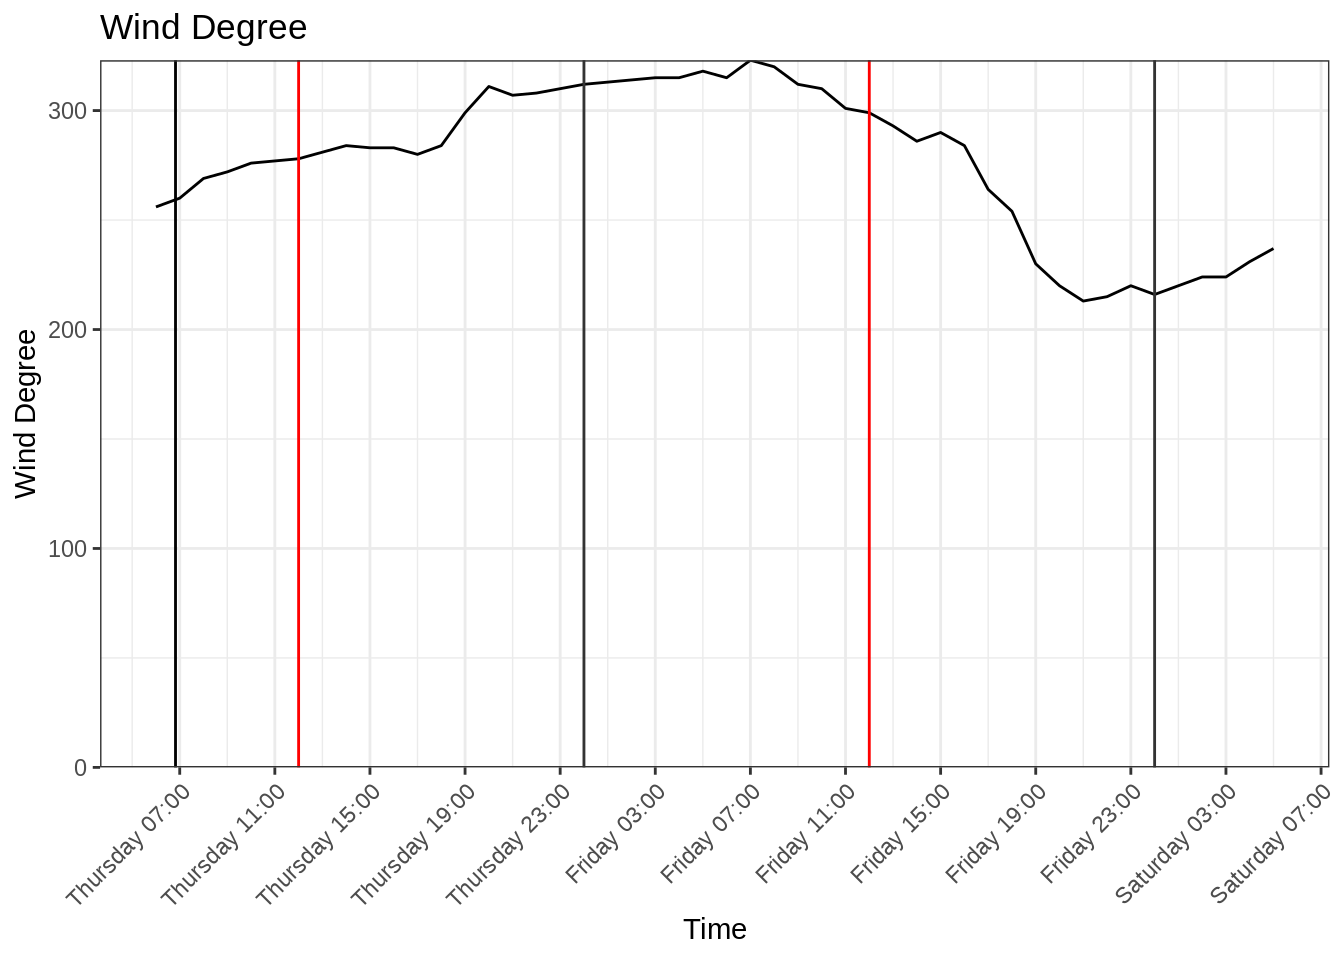 Wind Degree
Wind Degree
300
200
100
0
Thursday 07:00
Thursday 11:00
Thursday 15:00
Thursday 19:00
Thursday 23:00
Friday 03:00
Friday 07:00
Friday 11:00
Friday 15:00
Friday 19:00
Friday 23:00
Saturday 03:00
Saturday 07:00
Time